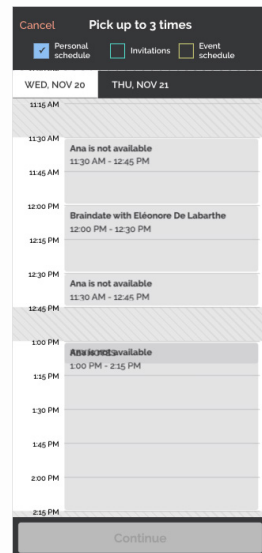 Cancel Pick up to 3 times
Personal schedule
Invitations
Event schedule
WED, NOV 20 THU, NOV 21
11:15 AM
11:30 AM
Ana is not available
11:30 AM - 12:45 PM
11:45 AM
12:00 PM
Braindate with Eléonore De Labarthe
12:00 PM - 12:30 PM
12:15 PM
12:30 PM
Ana is not available
11:30 AM - 12:45 PM
12:45 PM
1:00 PM
available
1:00 PM - 2:15 PM
1:15 PM
1:30 PM
1:45 PM
2:00 PM
2:15 PM
Continue